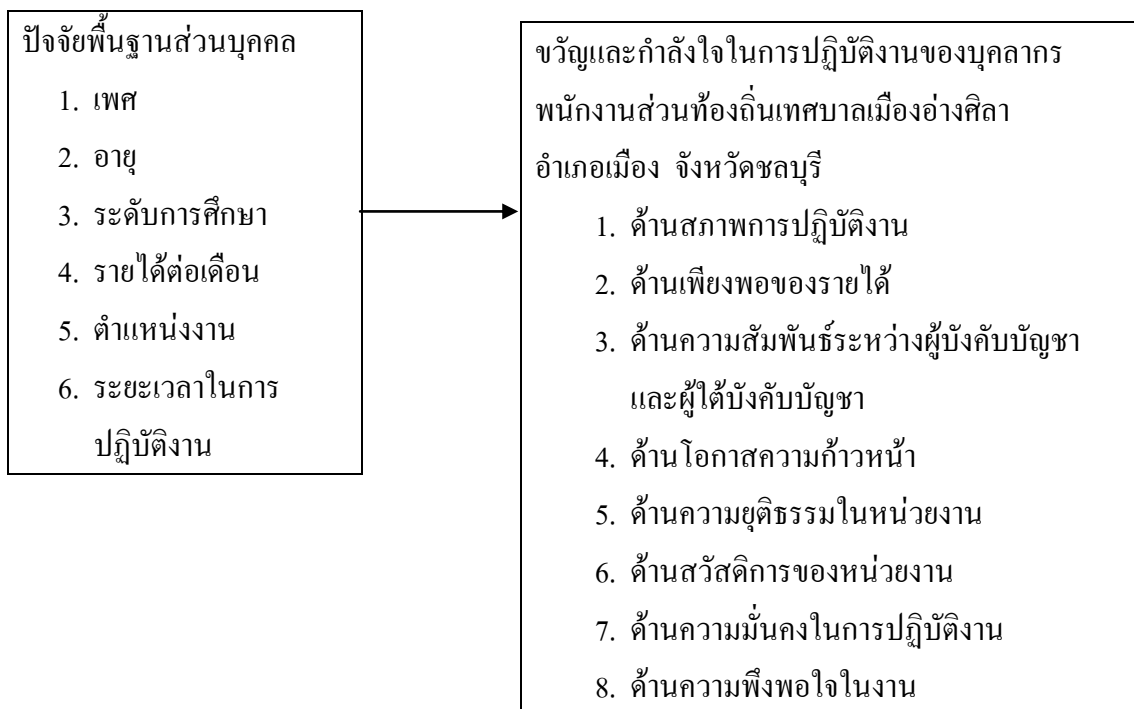 ปัจจัยพื้นฐานส่วนบุคคล
1. เพศ
2. อายุ
3. ระดับการศึกษา
4. รายได้ต่อเดือน
5. ตำแหน่งงาน
6. ระยะเวลาในการ
ปฏิบัติงาน
ขวัญและกำลังใจในการปฏิบัติงานของบุคลากร
พนักงานส่วนท้องถิ่นเทศบาลเมืองอ่างศิลา
อำเภอเมือง จังหวัดชลบุรี
1. ด้านสภาพการปฏิบัติงาน
2. ด้านเพียงพอของรายได้
3. ด้านความสัมพันธ์ระหว่างผู้บังคับบัญชา
และผู้ใต้บังคับบัญชา
4. ด้านโอกาสความก้าวหน้า
5. ด้านความยุติธรรมในหน่วยงาน
6. ด้านสวัสดิการของหน่วยงาน
7. ด้านความมั่นคงในการปฏิบัติงาน
8. ด้านความพึงพอใจในงาน